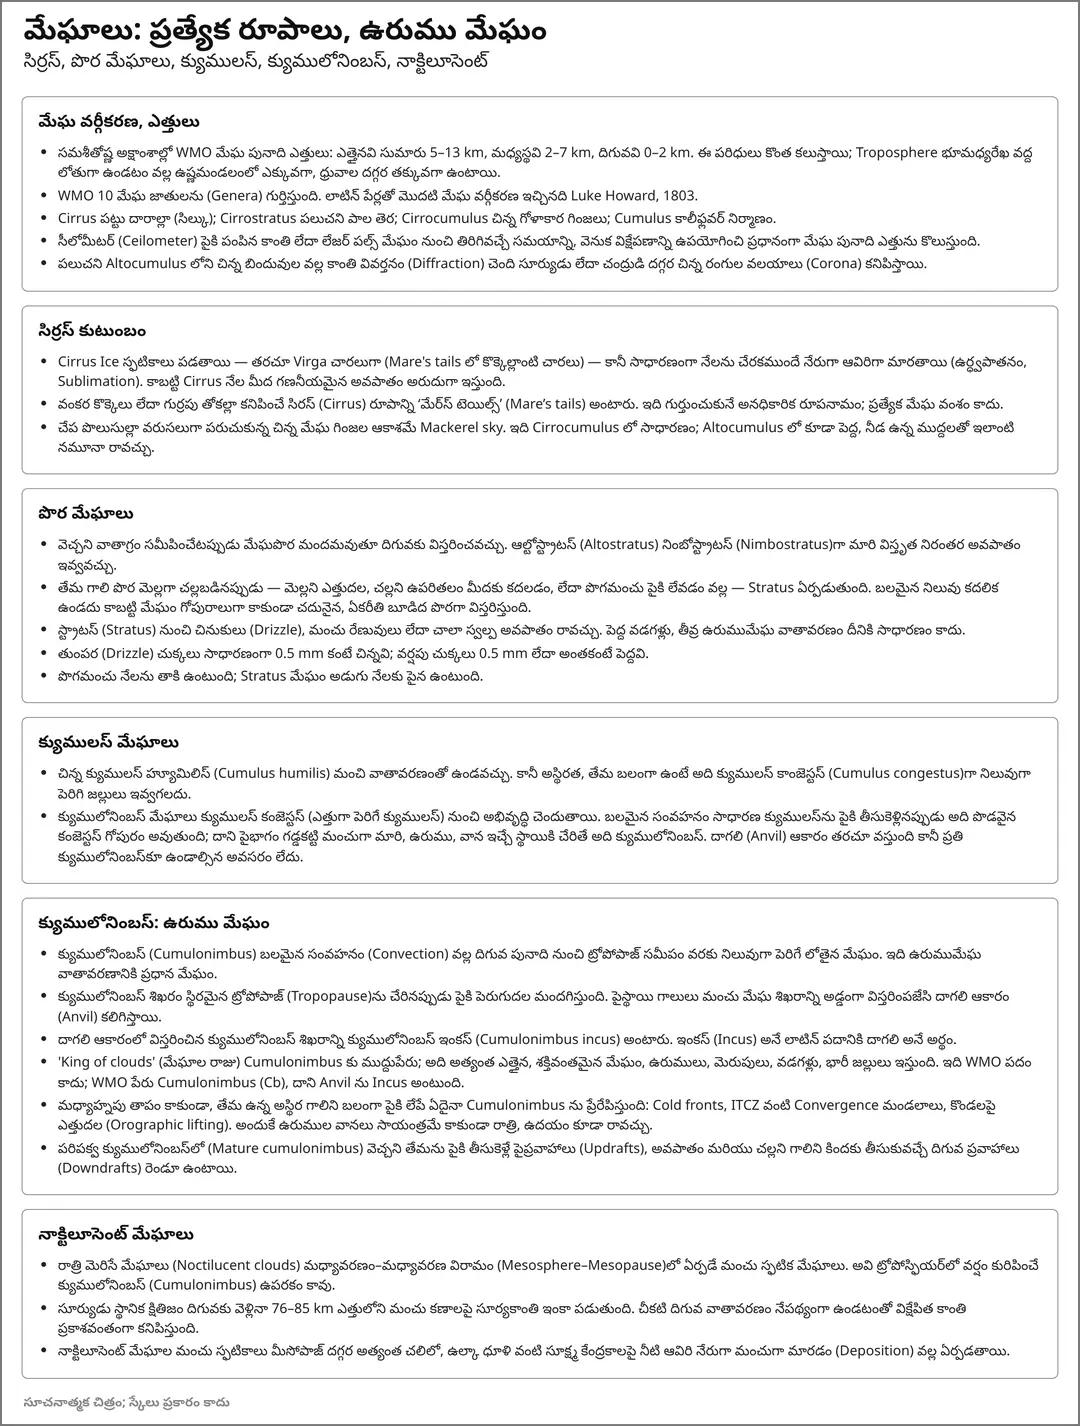 మేఘాలు: ప్రత్యేక రూపాలు, ఉరుము మేఘం
సిర్రస్, పొర మేఘాలు, క్యుములస్, క్యుములోనింబస్, నాక్టిలూసెంట్
మేఘ వర్గీకరణ, ఎత్తులు
• సమశీతోష్ణ అక్షాంశాల్లో WMO మేఘ పునాది ఎత్తులు: ఎత్తైనవి సుమారు 5–13 km, మధ్యస్థవి 2–7 km, దిగువవి 0–2 km. ఈ పరిధులు కొంత కలుస్తాయి; Troposphere భూమధ్యరేఖ వద్ద
లోతుగా ఉండటం వల్ల ఉష్ణమండలంలో ఎక్కువగా, ధ్రువాల దగ్గర తక్కువగా ఉంటాయి.
• WMO 10 మేఘ జాతులను (Genera) గుర్తిస్తుంది. లాటిన్ పేర్లతో మొదటి మేఘ వర్గీకరణ ఇచ్చినది Luke Howard, 1803.
• Cirrus పట్టు దారాల్లా (సిల్కు); Cirrostratus పలుచని పాల తెర; Cirrocumulus చిన్న గోళాకార గింజలు; Cumulus కాలీఫ్లవర్ నిర్మాణం.
• సీలోమీటర్ (Ceilometer) పైకి పంపిన కాంతి లేదా లేజర్ పల్స్ మేఘం నుంచి తిరిగివచ్చే సమయాన్ని, వెనుక విక్షేపణాన్ని ఉపయోగించి ప్రధానంగా మేఘ పునాది ఎత్తును కొలుస్తుంది.
• పలుచని Altocumulus లోని చిన్న బిందువుల వల్ల కాంతి వివర్తనం (Diffraction) చెంది సూర్యుడు లేదా చంద్రుడి దగ్గర చిన్న రంగుల వలయాలు (Corona) కనిపిస్తాయి.
సిర్రస్ కుటుంబం
• Cirrus Ice స్ఫటికాలు పడతాయి — తరచూ Virga చారలుగా (Mare's tails లో కొక్కెల్లాంటి చారలు) — కానీ సాధారణంగా నేలను చేరకముందే నేరుగా ఆవిరిగా మారతాయి (ఉర్ధ్వపాతనం,
Sublimation). కాబట్టి Cirrus నేల మీద గణనీయమైన అవపాతం అరుదుగా ఇస్తుంది.
• వంకర కొక్కెలు లేదా గుర్రపు తోకల్లా కనిపించే సిరస్ (Cirrus) రూపాన్ని ‘మేర్‌స్ టెయిల్స్’ (Mare’s tails) అంటారు. ఇది గుర్తుంచుకునే అనధికారిక రూపనామం; ప్రత్యేక మేఘ వంశం కాదు.
• చేప పొలుసుల్లా వరుసలుగా పరుచుకున్న చిన్న మేఘ గింజల ఆకాశమే Mackerel sky. ఇది Cirrocumulus లో సాధారణం; Altocumulus లో కూడా పెద్ద, నీడ ఉన్న ముద్దలతో ఇలాంటి
నమూనా రావచ్చు.
పొర మేఘాలు
• వెచ్చని వాతాగ్రం సమీపించేటప్పుడు మేఘపొర మందమవుతూ దిగువకు విస్తరించవచ్చు. ఆల్టోస్ట్రాటస్ (Altostratus) నింబోస్ట్రాటస్ (Nimbostratus)గా మారి విస్తృత నిరంతర అవపాతం
ఇవ్వవచ్చు.
• తేమ గాలి పొర మెల్లగా చల్లబడినప్పుడు — మెల్లని ఎత్తుదల, చల్లని ఉపరితలం మీదకు కదలడం, లేదా పొగమంచు పైకి లేవడం వల్ల — Stratus ఏర్పడుతుంది. బలమైన నిలువు కదలిక
ఉండదు కాబట్టి మేఘం గోపురాలుగా కాకుండా చదునైన, ఏకరీతి బూడిద పొరగా విస్తరిస్తుంది.
• స్ట్రాటస్ (Stratus) నుంచి చినుకులు (Drizzle), మంచు రేణువులు లేదా చాలా స్వల్ప అవపాతం రావచ్చు. పెద్ద వడగళ్లు, తీవ్ర ఉరుముమేఘ వాతావరణం దీనికి సాధారణం కాదు.
• తుంపర (Drizzle) చుక్కలు సాధారణంగా 0.5 mm కంటే చిన్నవి; వర్షపు చుక్కలు 0.5 mm లేదా అంతకంటే పెద్దవి.
• పొగమంచు నేలను తాకి ఉంటుంది; Stratus మేఘం అడుగు నేలకు పైన ఉంటుంది.
క్యుములస్ మేఘాలు
• చిన్న క్యుములస్ హ్యూమిలిస్ (Cumulus humilis) మంచి వాతావరణంతో ఉండవచ్చు. కానీ అస్థిరత, తేమ బలంగా ఉంటే అది క్యుములస్ కాంజెస్టస్ (Cumulus congestus)గా నిలువుగా
పెరిగి జల్లులు ఇవ్వగలదు.
• క్యుములోనింబస్ మేఘాలు క్యుములస్ కంజెస్టస్ (ఎత్తుగా పెరిగే క్యుములస్) నుంచి అభివృద్ధి చెందుతాయి. బలమైన సంవహనం సాధారణ క్యుములస్‌ను పైకి తీసుకెళ్లినప్పుడు అది పొడవైన
కంజెస్టస్ గోపురం అవుతుంది; దాని పైభాగం గడ్డకట్టి మంచుగా మారి, ఉరుము, వాన ఇచ్చే స్థాయికి చేరితే అది క్యుములోనింబస్. దాగలి (Anvil) ఆకారం తరచూ వస్తుంది కానీ ప్రతి
క్యుములోనింబస్‌కూ ఉండాల్సిన అవసరం లేదు.
క్యుములోనింబస్: ఉరుము మేఘం
• క్యుములోనింబస్ (Cumulonimbus) బలమైన సంవహనం (Convection) వల్ల దిగువ పునాది నుంచి ట్రోపోపాజ్ సమీపం వరకు నిలువుగా పెరిగే లోతైన మేఘం. ఇది ఉరుముమేఘ
వాతావరణానికి ప్రధాన మేఘం.
• క్యుములోనింబస్ శిఖరం స్థిరమైన ట్రోపోపాజ్ (Tropopause)ను చేరినప్పుడు పైకి పెరుగుదల మందగిస్తుంది. పైస్థాయి గాలులు మంచు మేఘ శిఖరాన్ని అడ్డంగా విస్తరింపజేసి దాగలి ఆకారం
(Anvil) కలిగిస్తాయి.
• దాగలి ఆకారంలో విస్తరించిన క్యుములోనింబస్ శిఖరాన్ని క్యుములోనింబస్ ఇంకస్ (Cumulonimbus incus) అంటారు. ఇంకస్ (Incus) అనే లాటిన్ పదానికి దాగలి అనే అర్థం.
• 'King of clouds' (మేఘాల రాజు) Cumulonimbus కు ముద్దుపేరు; అది అత్యంత ఎత్తైన, శక్తివంతమైన మేఘం, ఉరుములు, మెరుపులు, వడగళ్లు, భారీ జల్లులు ఇస్తుంది. ఇది WMO పదం
కాదు; WMO పేరు Cumulonimbus (Cb), దాని Anvil ను Incus అంటుంది.
• మధ్యాహ్నపు తాపం కాకుండా, తేమ ఉన్న అస్థిర గాలిని బలంగా పైకి లేపే ఏదైనా Cumulonimbus ను ప్రేరేపిస్తుంది: Cold fronts, ITCZ వంటి Convergence మండలాలు, కొండలపై
ఎత్తుదల (Orographic lifting). అందుకే ఉరుముల వానలు సాయంత్రమే కాకుండా రాత్రి, ఉదయం కూడా రావచ్చు.
• పరిపక్వ క్యుములోనింబస్‌లో (Mature cumulonimbus) వెచ్చని తేమను పైకి తీసుకెళ్లే పైప్రవాహాలు (Updrafts), అవపాతం మరియు చల్లని గాలిని కిందకు తీసుకువచ్చే దిగువ ప్రవాహాలు
(Downdrafts) రెండూ ఉంటాయి.
నాక్టిలూసెంట్ మేఘాలు
• రాత్రి మెరిసే మేఘాలు (Noctilucent clouds) మధ్యావరణం–మధ్యావరణ విరామం (Mesosphere–Mesopause)లో ఏర్పడే మంచు స్ఫటిక మేఘాలు. అవి ట్రోపోస్ఫియర్‌లో వర్షం కురిపించే
క్యుములోనింబస్ (Cumulonimbus) ఉపరకం కావు.
• సూర్యుడు స్థానిక క్షితిజం దిగువకు వెళ్లినా 76–85 km ఎత్తులోని మంచు కణాలపై సూర్యకాంతి ఇంకా పడుతుంది. చీకటి దిగువ వాతావరణం నేపథ్యంగా ఉండటంతో విక్షేపిత కాంతి
ప్రకాశవంతంగా కనిపిస్తుంది.
• నాక్టిలూసెంట్ మేఘాల మంచు స్ఫటికాలు మీసోపాజ్ దగ్గర అత్యంత చలిలో, ఉల్కా ధూళి వంటి సూక్ష్మ కేంద్రకాలపై నీటి ఆవిరి నేరుగా మంచుగా మారడం (Deposition) వల్ల ఏర్పడతాయి.
సూచనాత్మక చిత్రం; స్కేలు ప్రకారం కాదు